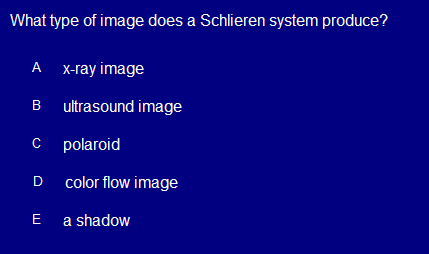 What type of image does a Schlieren system produce?
A x-ray image
B ultrasound image
C polaroid
D color flow image
E a shadow